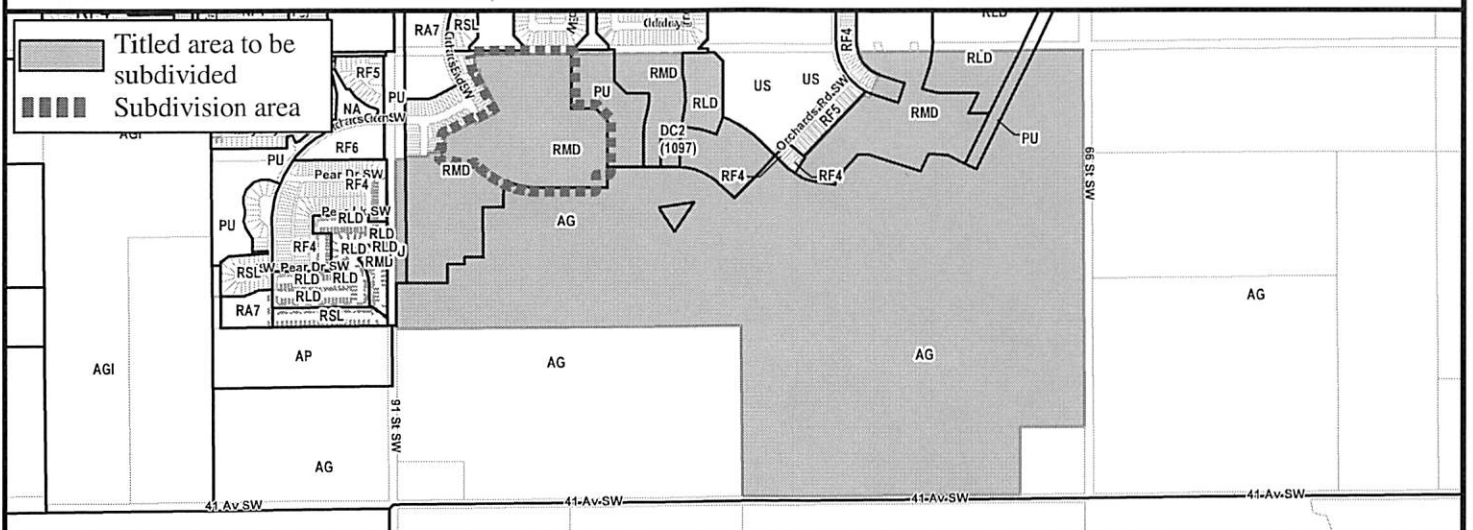 Titled area to be
subdivided
Subdivision area
RA7
RSL
RLD
RF4
RLD
RF5
PU
RMD
PU
RLD
US
US
NA
RMD
Orchards Rd SW
RF5
DC2
(1097)
PU
RF6
RMD
PU
RMD
Pear Dr SW
RF4
RF4
RF4
66 St SW
RLD
PU
AG
RLD
RF4
RLD
RLD
RMD
RSL
Pear Dr SW
RLD
RLD
RLD
RA7
RSL
AG
AP
AG
AG
AGI
91 St SW
AG
41 Av SW
41 Av SW
41 Av SW
41 Av SW